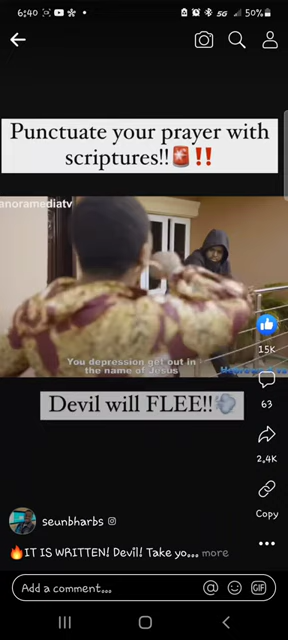 6:40
5G
50%
Punctuate your prayer with
scriptures!!🚨‼️
anoramediatv
You depression get out in
the name of Jesus
Devil will FLEE!!💨
15K
63
2,4K
Copy
seunbharbs
🔥IT IS WRITTEN! Devil! Take yo... more
Add a comment...
GIF